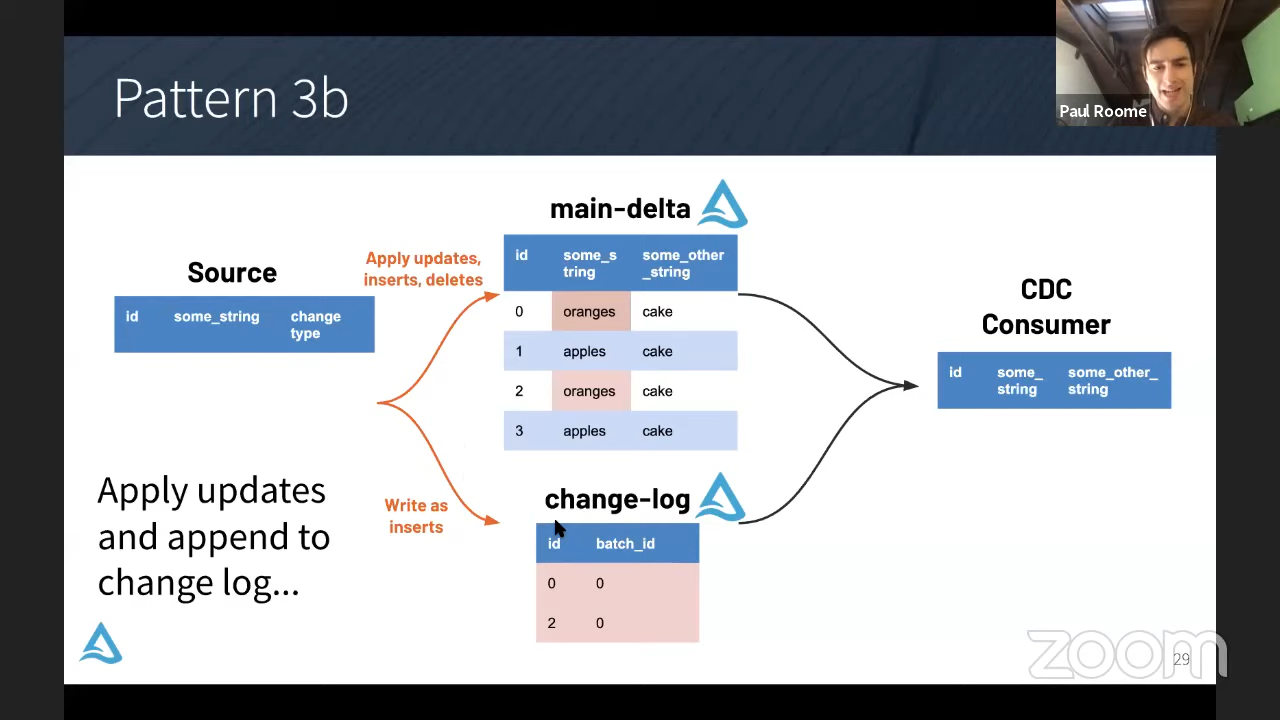 Pattern 3b
Paul Roome
Source
id some_string change
type
Apply updates,
inserts, deletes
main-delta
id some_s some_other
tring _string
0 oranges cake
1 apples cake
2 oranges cake
3 apples cake
CDC
Consumer
id some_ some_other_
string string
Apply updates
and append to
change log...
Write as
inserts
change-log
id batch_id
0 0
2 0
zoom
29